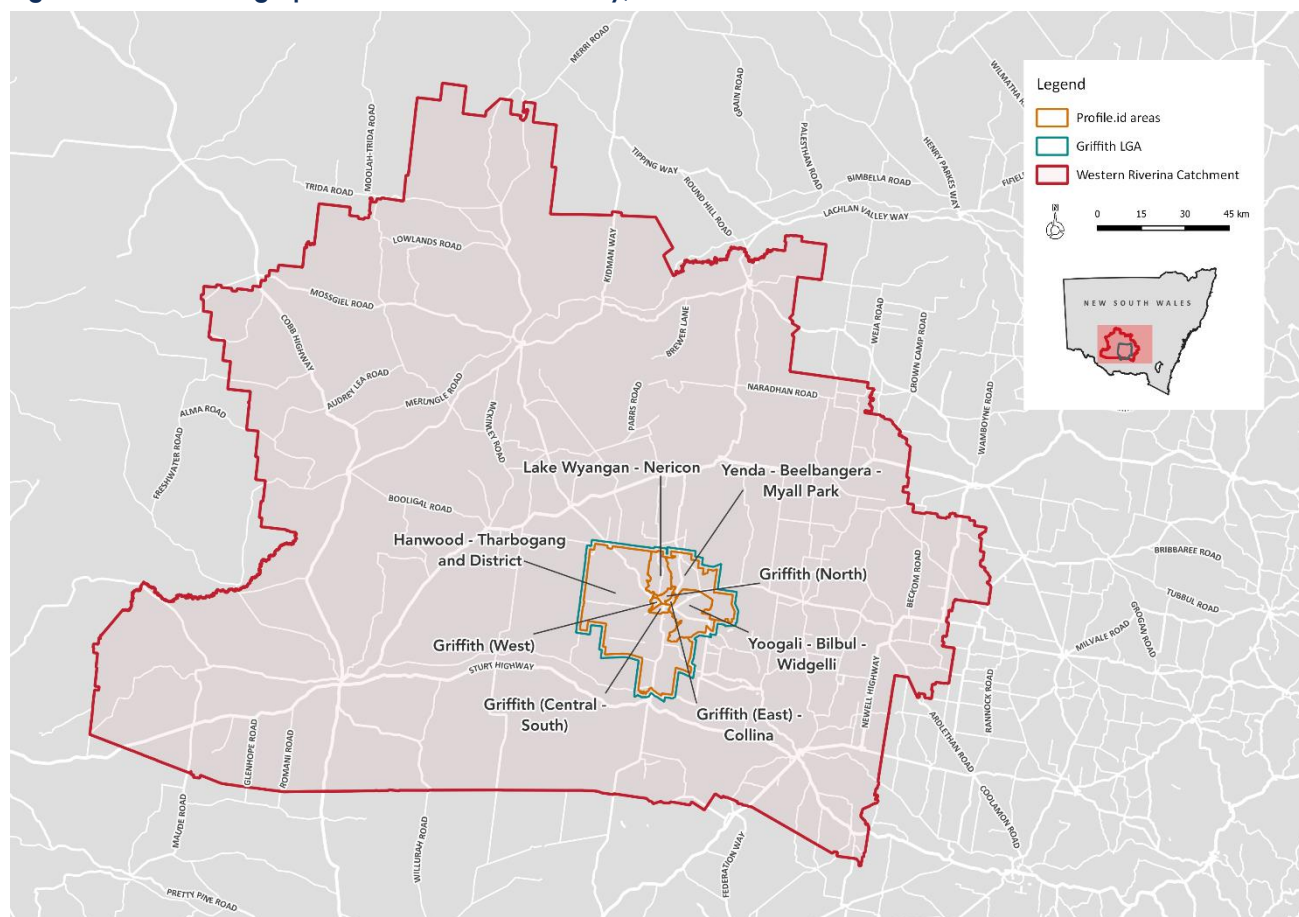 MERRI ROAD
WILMATHA
GRAIN ROAD
MOOLAH-TRIDA ROAD
PALESTHAN ROAD
HENRY PARKES WAY
TIPPING WAY
TRIDA ROAD
ROUND HILL ROAD
BIMBELLA ROAD
LACHLAN VALLEY WAY
LOWLANDS ROAD
KIDMAN WAY
MOSSGIEL ROAD
COBB HIGHWAY
BREWER LANE
WEJA ROAD
CROWN CAMP ROAD
AUDREY LEA ROAD
MERUNGLE ROAD
NARADHAN ROAD
WAMBOYNE ROAD
ALMA ROAD
MCKINLEY ROAD
PARRS ROAD
FRESHWATER ROAD
BOOLIGAL ROAD
Lake Wyangan - Nericon
Yenda - Beelbangera -
Myall Park
Hanwood - Tharbogang
and District
Griffith (North)
Griffith (West)
Yoogali - Bilbul -
Widgelli
Griffith (Central -
South)
Griffith (East) -
Collina
STURT HIGHWAY
BECKOM ROAD
BRIBBAREE ROAD
TUBBUL ROAD
GROGAN ROAD
MILVALE ROAD
NEWELL HIGHWAY
RANNOCK ROAD
ARDLETHAN ROAD
COOLAMON ROAD
GLENHOPE ROAD
ROMANI ROAD
MAUDE ROAD
WILLURAH ROAD
FEDERATION WAY
PRETTY PINE ROAD
Legend
Profile.id areas
Griffith LGA
Western Riverina Catchment
N
0 15 30 45 km
NEW SOUTH WALES